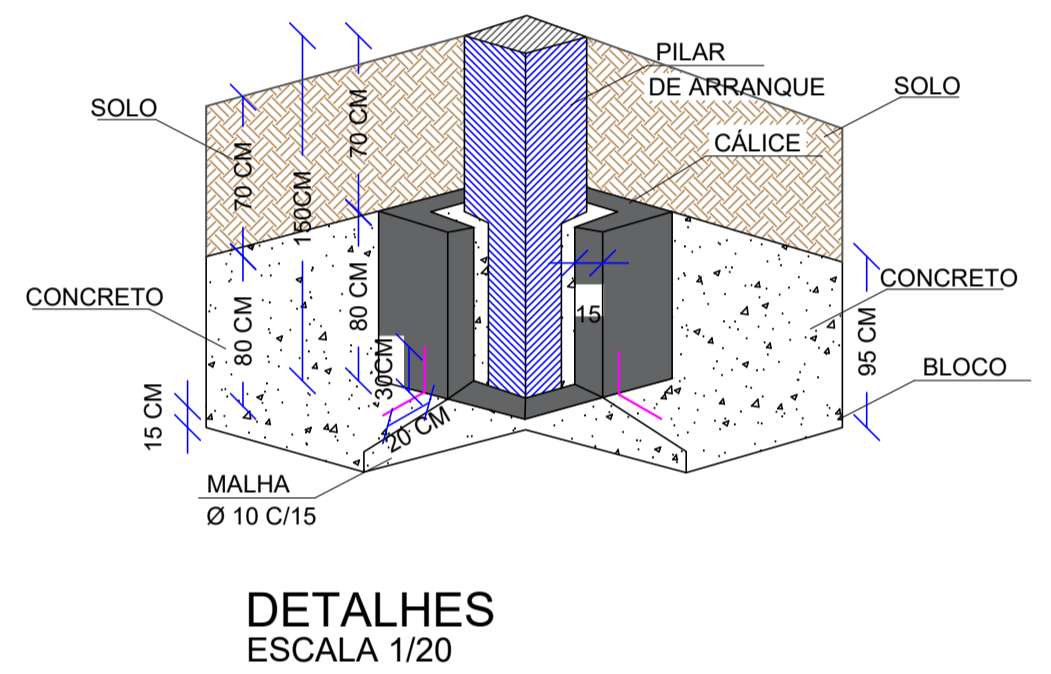 PILAR
DE ARRANQUE
SOLO
SOLO
CÁLICE
70 CM
70 CM
150CM
CONCRETO
CONCRETO
80 CM
80 CM
15
95 CM
30CM
BLOCO
15 CM
20 CM
MALHA
Ø 10 C/15
DETALHES
ESCALA 1/20